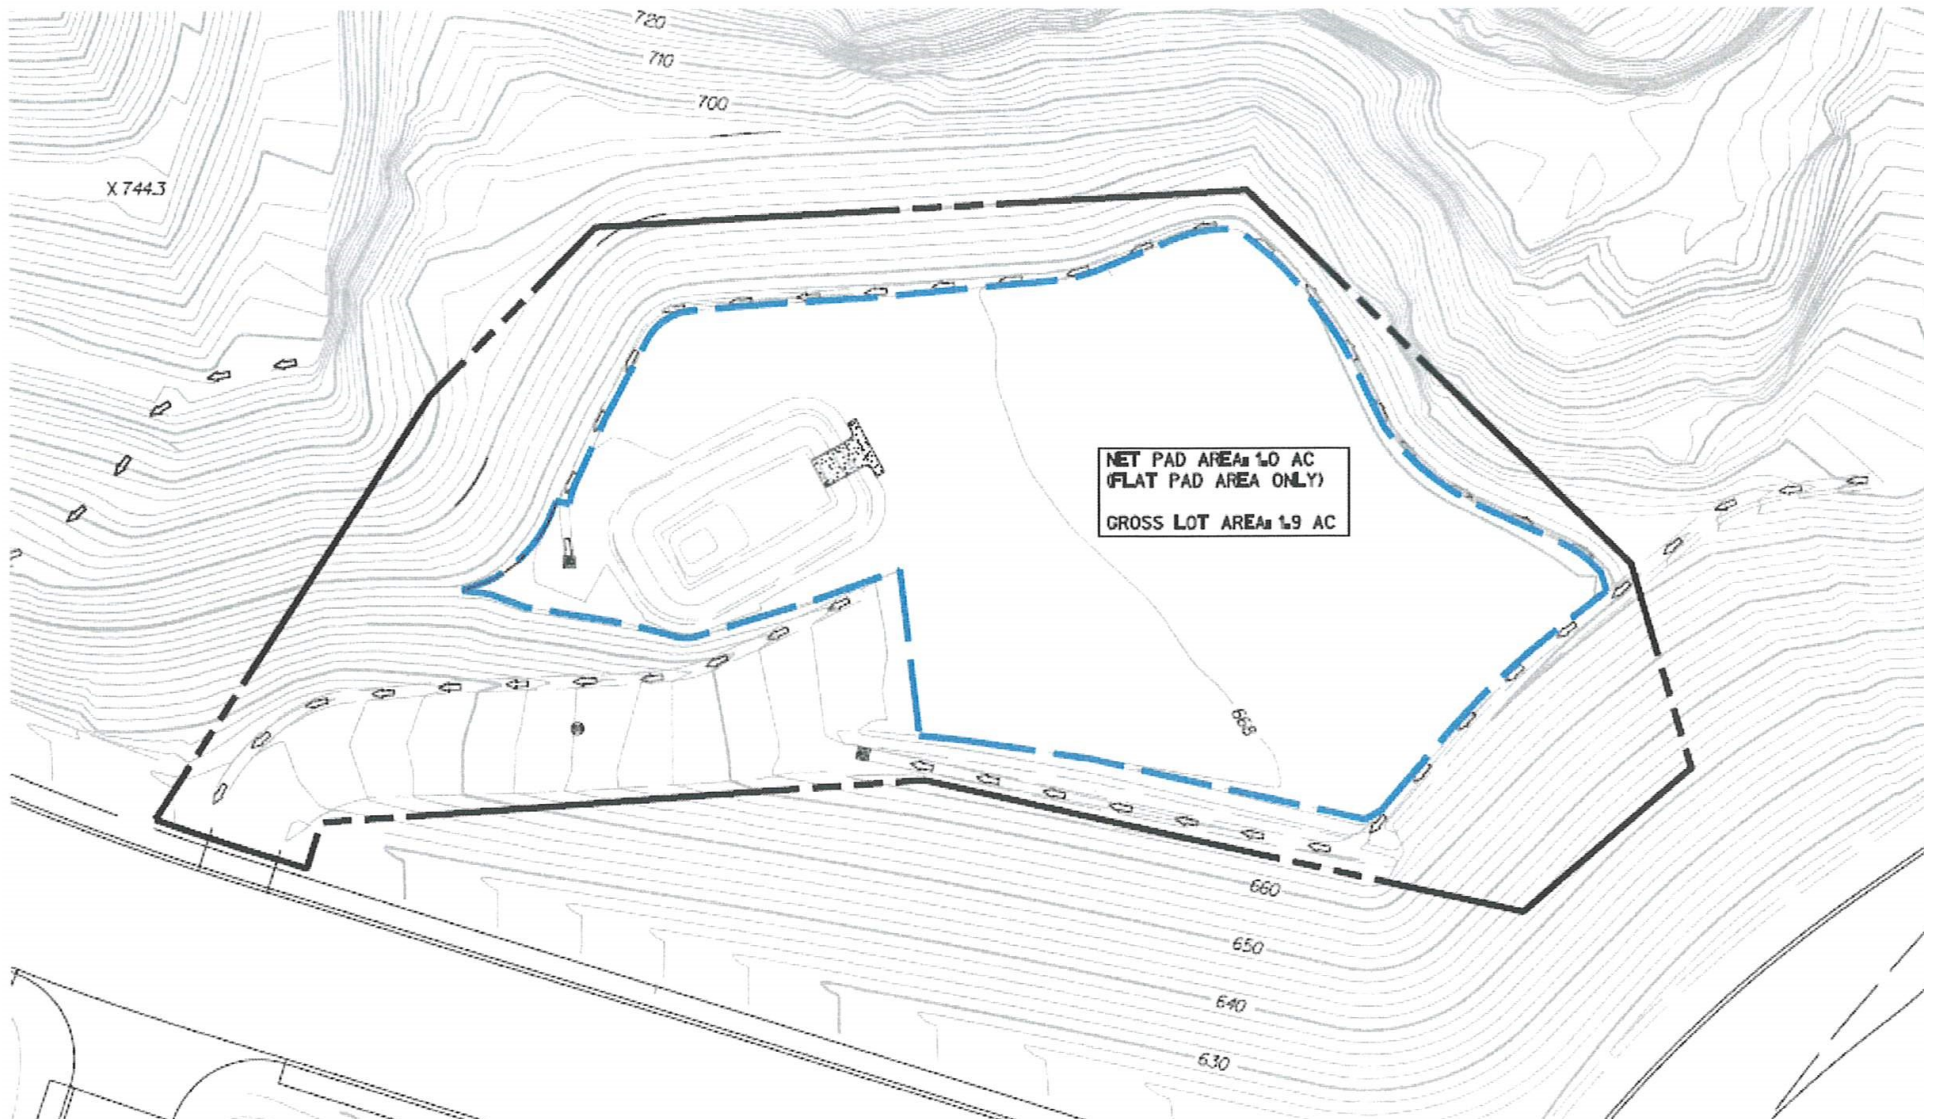 720
710
700
X 744.3
NET PAD AREA: 1.0 AC
(FLAT PAD AREA ONLY)
GROSS LOT AREA: 1.9 AC
668
660
650
640
630